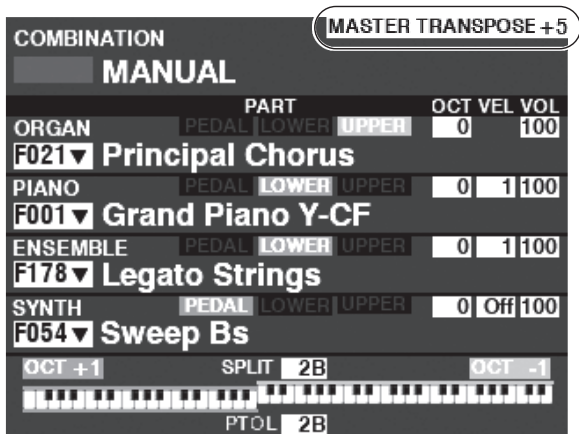 MASTER TRANSPOSE +5
COMBINATION
MANUAL
PART OCT VEL VOL
ORGAN PEDAL LOWER UPPER 0 100
F021▼ Principal Chorus
PIANO PEDAL LOWER UPPER 0 1 100
F001▼ Grand Piano Y-CF
ENSEMBLE PEDAL LOWER UPPER 0 1 100
F178▼ Legato Strings
SYNTH PEDAL LOWER UPPER 0 Off 100
F054▼ Sweep Bs
OCT +1 SPLIT 2B OCT -1
PTOL 2B